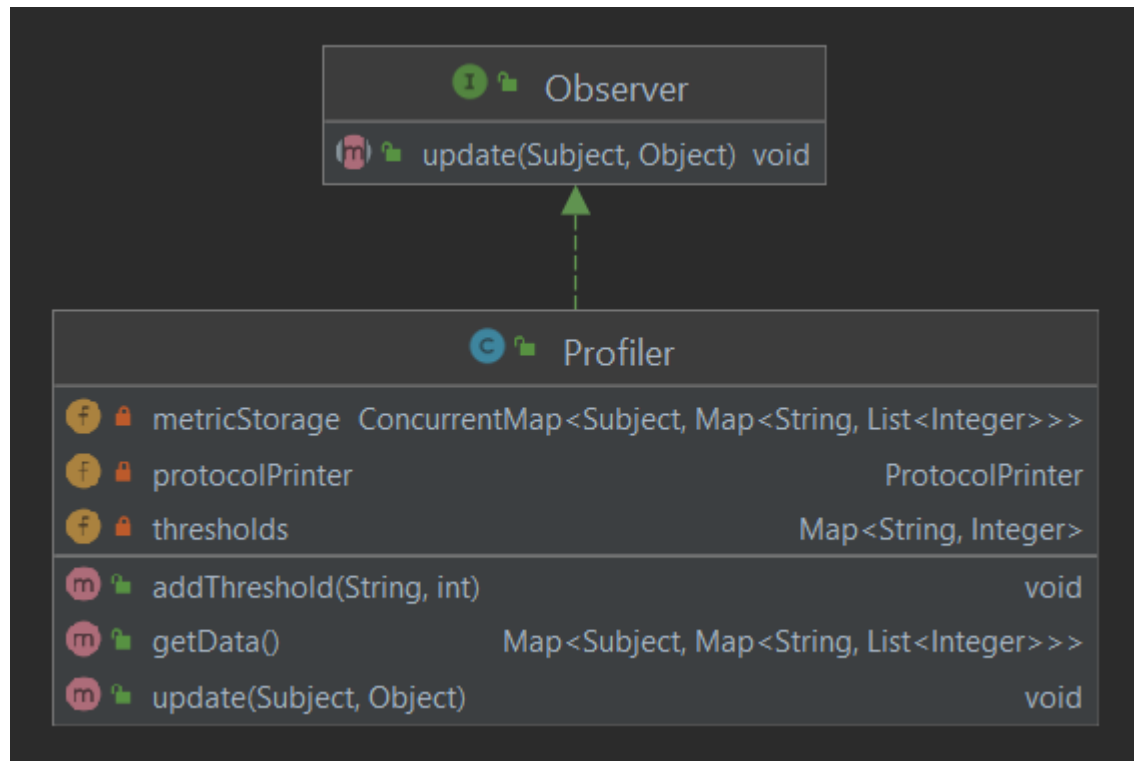 I Observer
m update(Subject, Object) void
C Profiler
f metricStorage ConcurrentMap<Subject, Map<String, List<Integer>>>
f protocolPrinter ProtocolPrinter
f thresholds Map<String, Integer>
m addThreshold(String, int) void
m getData() Map<Subject, Map<String, List<Integer>>>
m update(Subject, Object) void